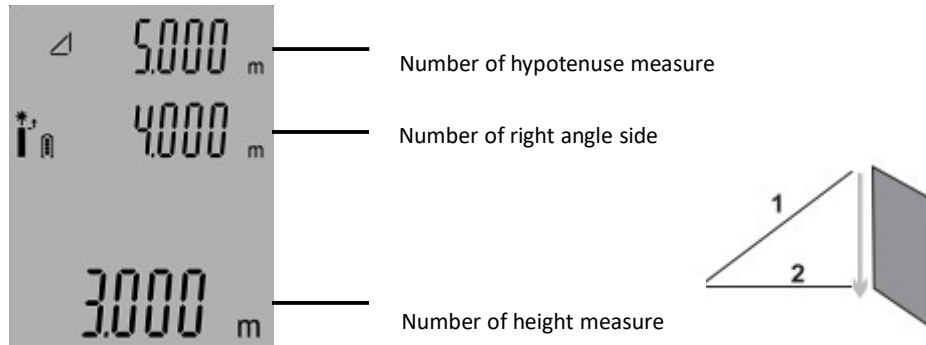 5.000 m
Number of hypotenuse measure
4.000 m
Number of right angle side
1
2
3.000 m
Number of height measure